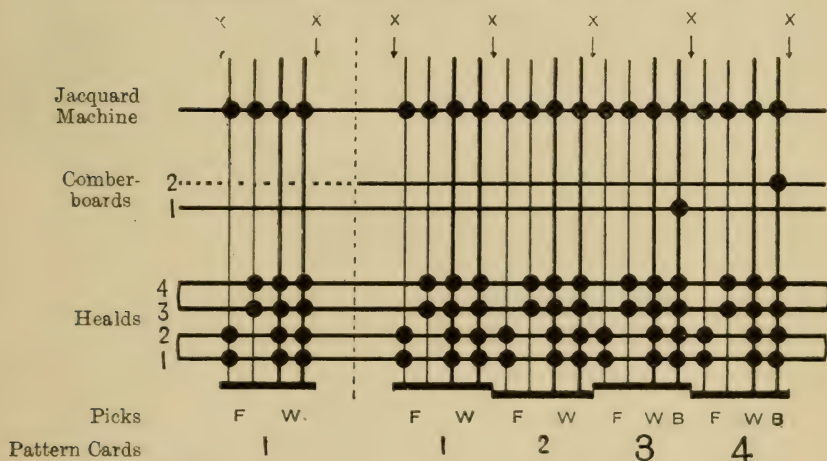 X X X X X X X
Jacquard
Machine
Comber-
boards
2
1
Healds
4
3
2
1
Picks F W. F W F W F W B F W B
Pattern Cards 1 1 2 3 4